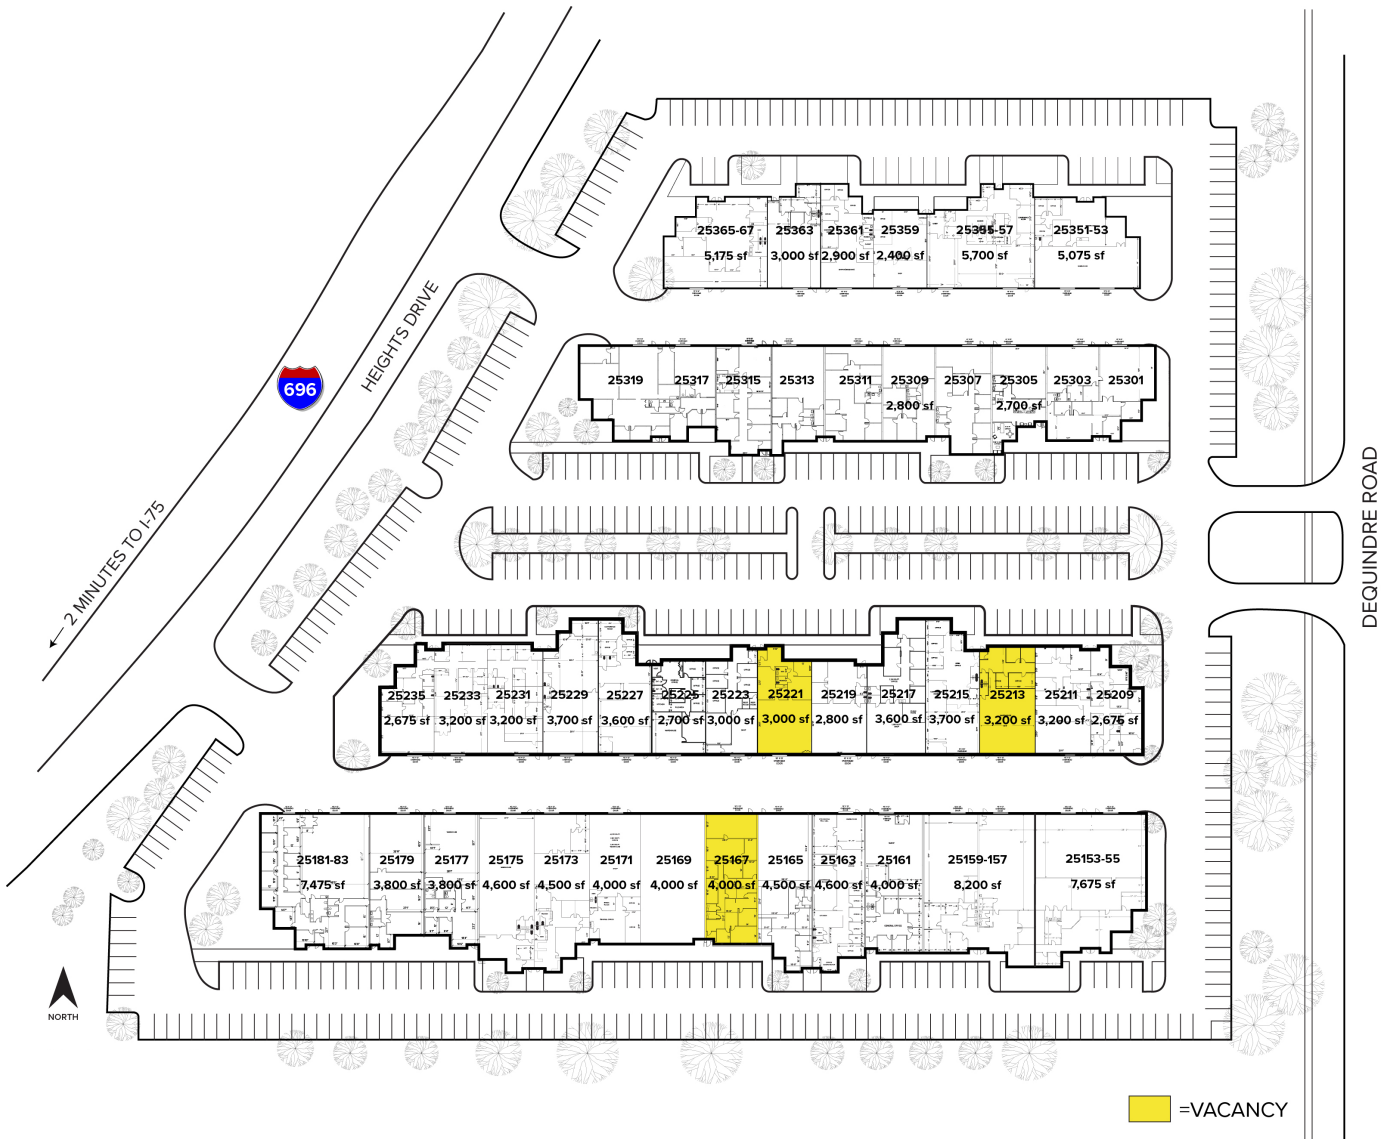 25365-67 25363 25361 25359 25355-57 25351-53
5,175 sf 3,000 sf 2,900 sf 2,400 sf 5,700 sf 5,075 sf
HEIGHTS DRIVE
696
25319 25317 25315 25313 25311 25309 25307 25305 25303 25301
2,800 sf 2,700 sf
2 MINUTES TO I-75
DEQUINDRE ROAD
25235 25233 25231 25229 25227 25225 25223 25221 25219 25217 25215 25213 25211 25209
2,675 sf 3,200 sf 3,200 sf 3,700 sf 3,600 sf 2,700 sf 3,000 sf 3,000 sf 2,800 sf 3,600 sf 3,700 sf 3,200 sf 3,200 sf 2,675 sf
25181-83 25179 25177 25175 25173 25171 25169 25167 25165 25163 25161 25159-157 25153-55
7,475 sf 3,800 sf 3,800 sf 4,600 sf 4,500 sf 4,000 sf 4,000 sf 4,000 sf 4,500 sf 4,600 sf 4,000 sf 8,200 sf 7,675 sf
NORTH
=VACANCY